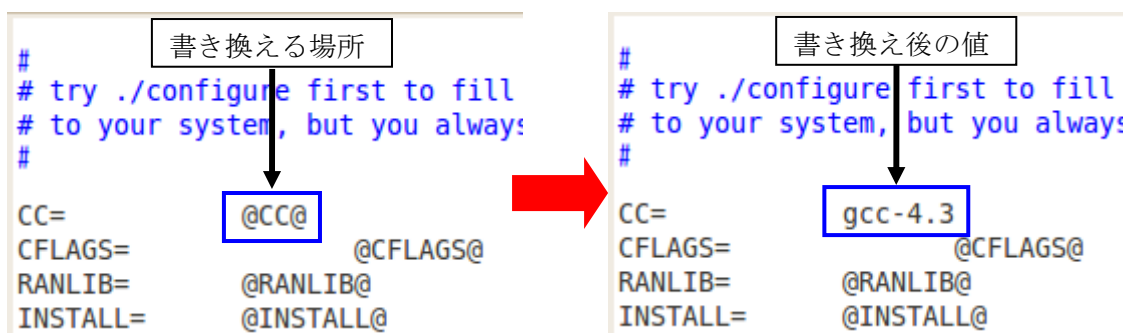 書き換える場所
#
# try ./configure first to fill
# to your system, but you always
#
CC= @CC@
CFLAGS= @CFLAGS@
RANLIB= @RANLIB@
INSTALL= @INSTALL@
書き換え後の値
#
# try ./configure first to fill
# to your system, but you always
#
CC= gcc-4.3
CFLAGS= @CFLAGS@
RANLIB= @RANLIB@
INSTALL= @INSTALL@